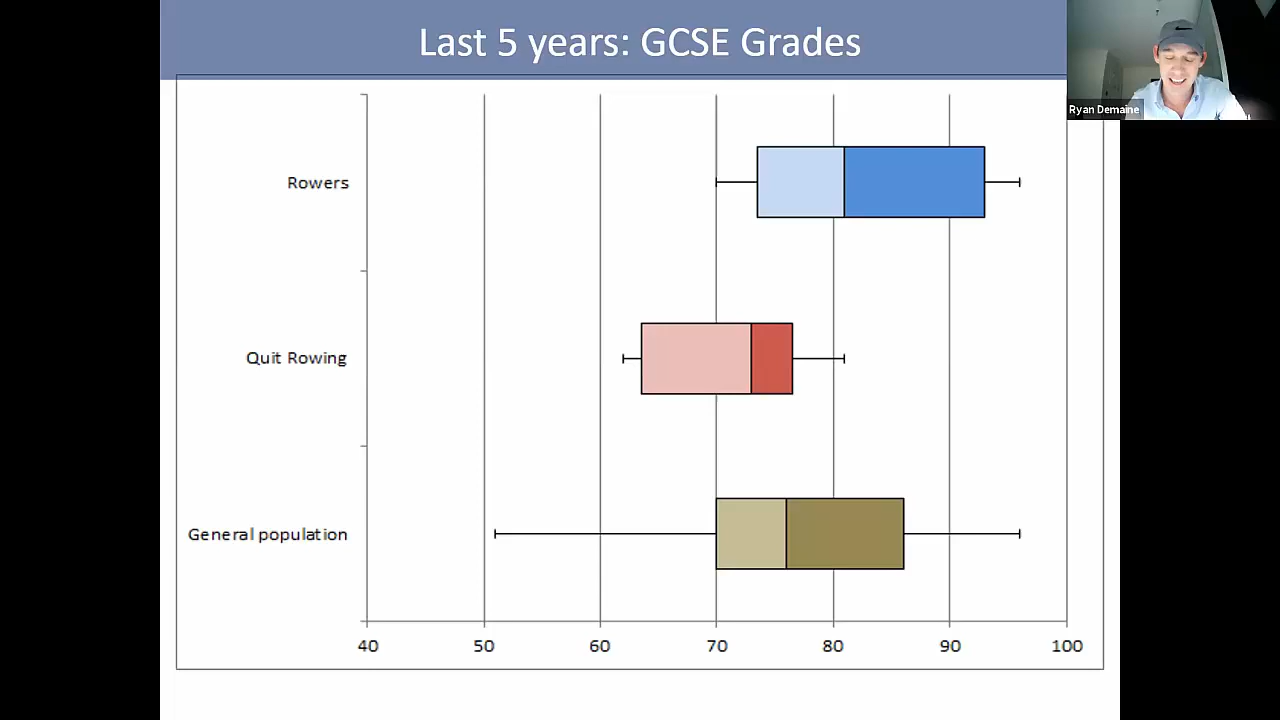 Last 5 years: GCSE Grades
Ryan Demaine
Rowers
Quit Rowing
General population
40 50 60 70 80 90 100